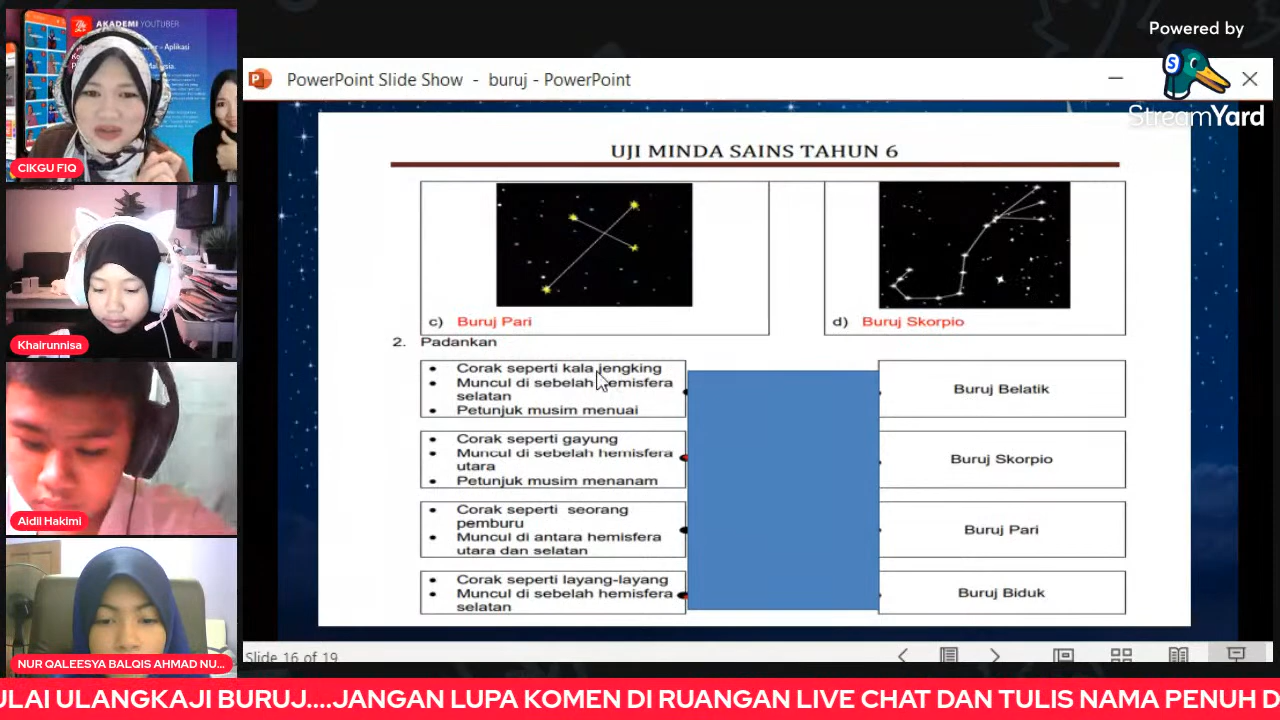 AKADEMI YOUTUBER
Aplikasi
CIKGU FIQ
Khairunnisa
Aidil Hakimi
NUR QALEESYA BALQIS AHMAD NU...
Powered by
StreamYard
PowerPoint Slide Show - buruj - PowerPoint
UJI MINDA SAINS TAHUN 6
c) Buruj Pari
d) Buruj Skorpio
2. Padankan
• Corak seperti kala jengking
• Muncul di sebelah hemisfera
selatan
• Petunjuk musim menuai
Buruj Belatik
• Corak seperti gayung
• Muncul di sebelah hemisfera
utara
• Petunjuk musim menanam
Buruj Skorpio
• Corak seperti seorang
pemburu
• Muncul di antara hemisfera
utara dan selatan
Buruj Pari
• Corak seperti layang-layang
• Muncul di sebelah hemisfera
selatan
Buruj Biduk
Slide 16 of 19
ULAI ULANGKAJI BURUJ....JANGAN LUPA KOMEN DI RUANGAN LIVE CHAT DAN TULIS NAMA PENUH D